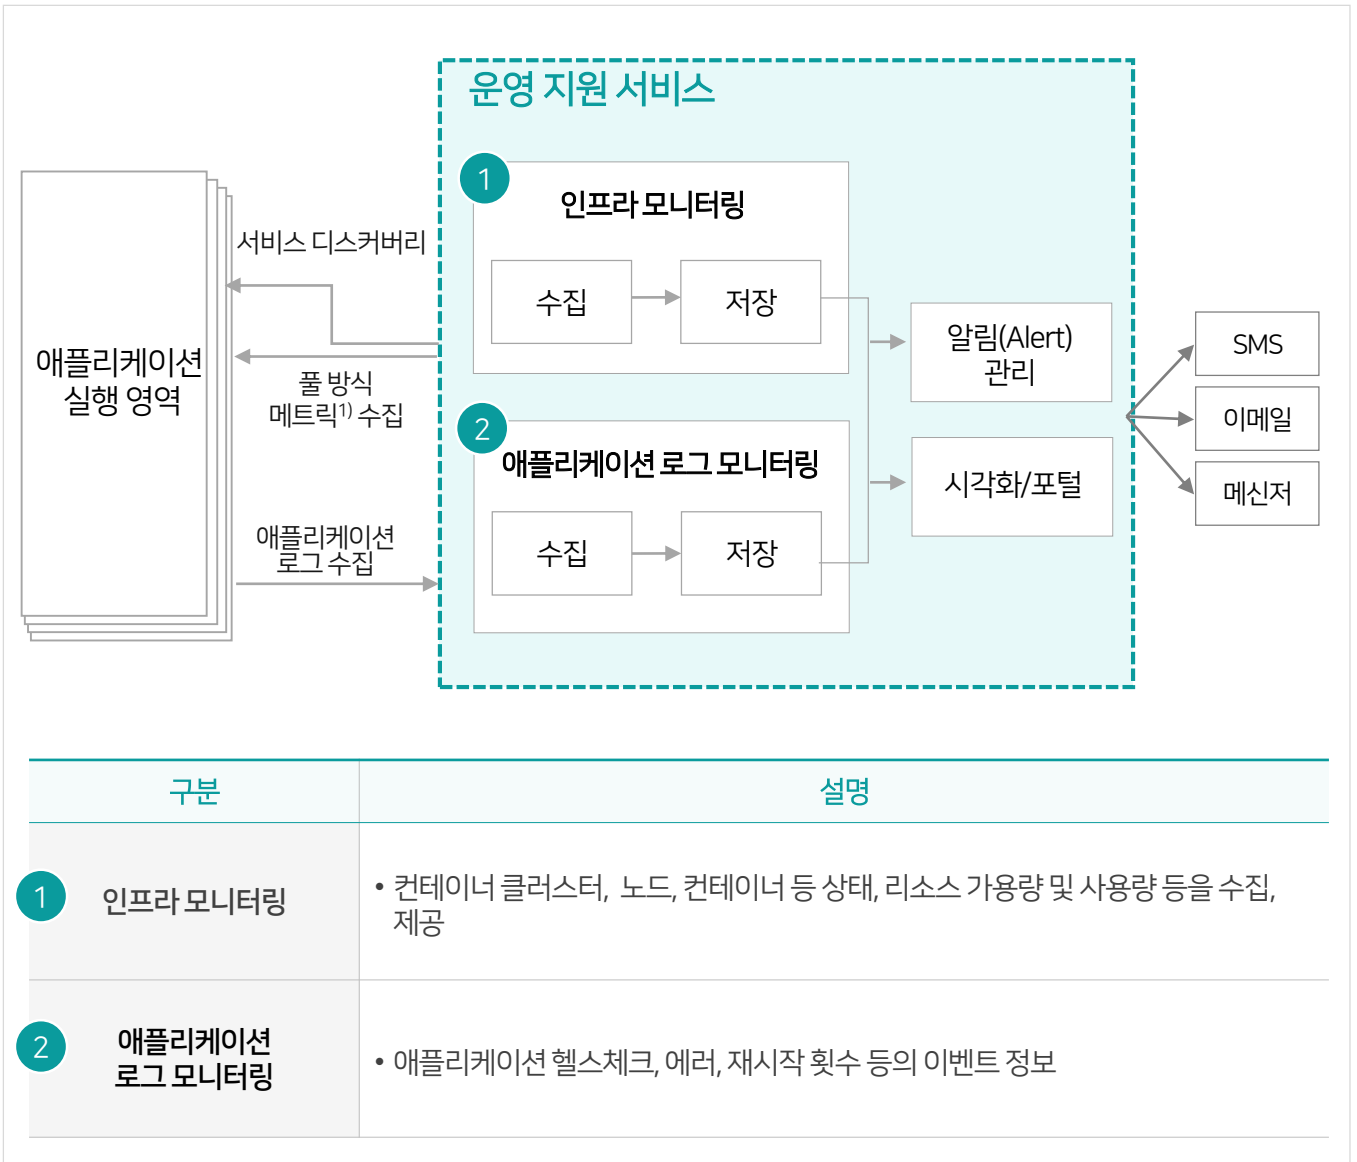 운영 지원 서비스
1
인프라 모니터링
서비스 디스커버리
수집
저장
애플리케이션
실행 영역
풀 방식
메트릭1) 수집
알림(Alert)
관리
SMS
이메일
메신저
2
애플리케이션 로그 모니터링
시각화/포털
애플리케이션
로그 수집
수집
저장
구분
설명
1
인프라 모니터링
• 컨테이너 클러스터, 노드, 컨테이너 등 상태, 리소스 가용량 및 사용량 등을 수집,
제공
2
애플리케이션
로그 모니터링
• 애플리케이션 헬스체크, 에러, 재시작 횟수 등의 이벤트 정보